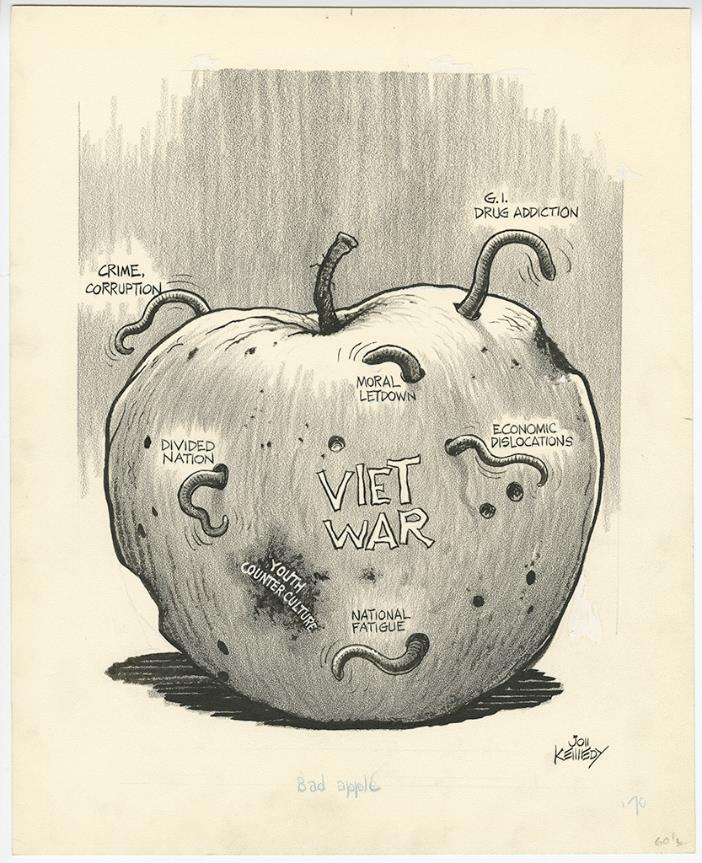 G.I.
DRUG ADDICTION
CRIME,
CORRUPTION
MORAL
LETDOWN
DIVIDED
NATION
ECONOMIC
DISLOCATIONS
VIET
WAR
YOUTH
COUNTER CULTURE
NATIONAL
FATIGUE
JON
KENNEDY
Bad apple
'70